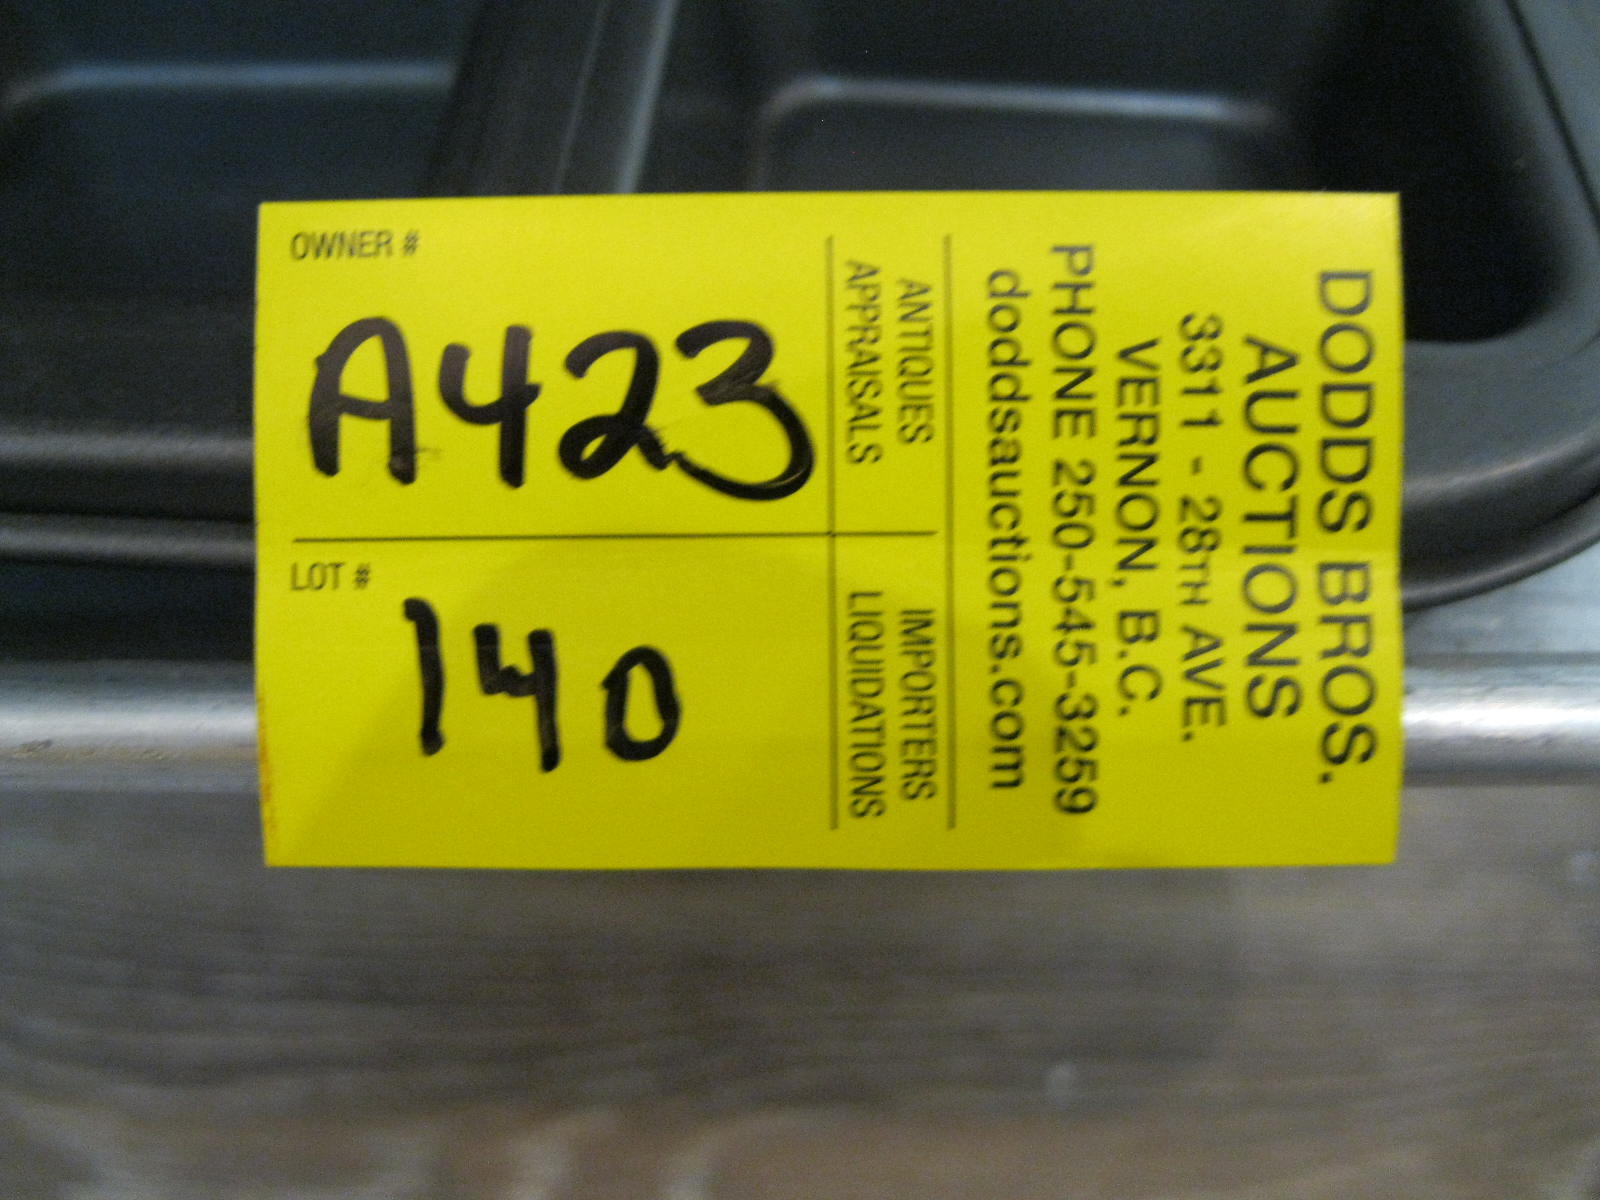 OWNER #
A423
LOT #
140
DODDS BROS.
AUCTIONS
3311 - 28TH AVE.
VERNON, B.C.
PHONE 250-545-3259
doddsauctions.com
ANTIQUES IMPORTERS
APPRAISALS LIQUIDATIONS